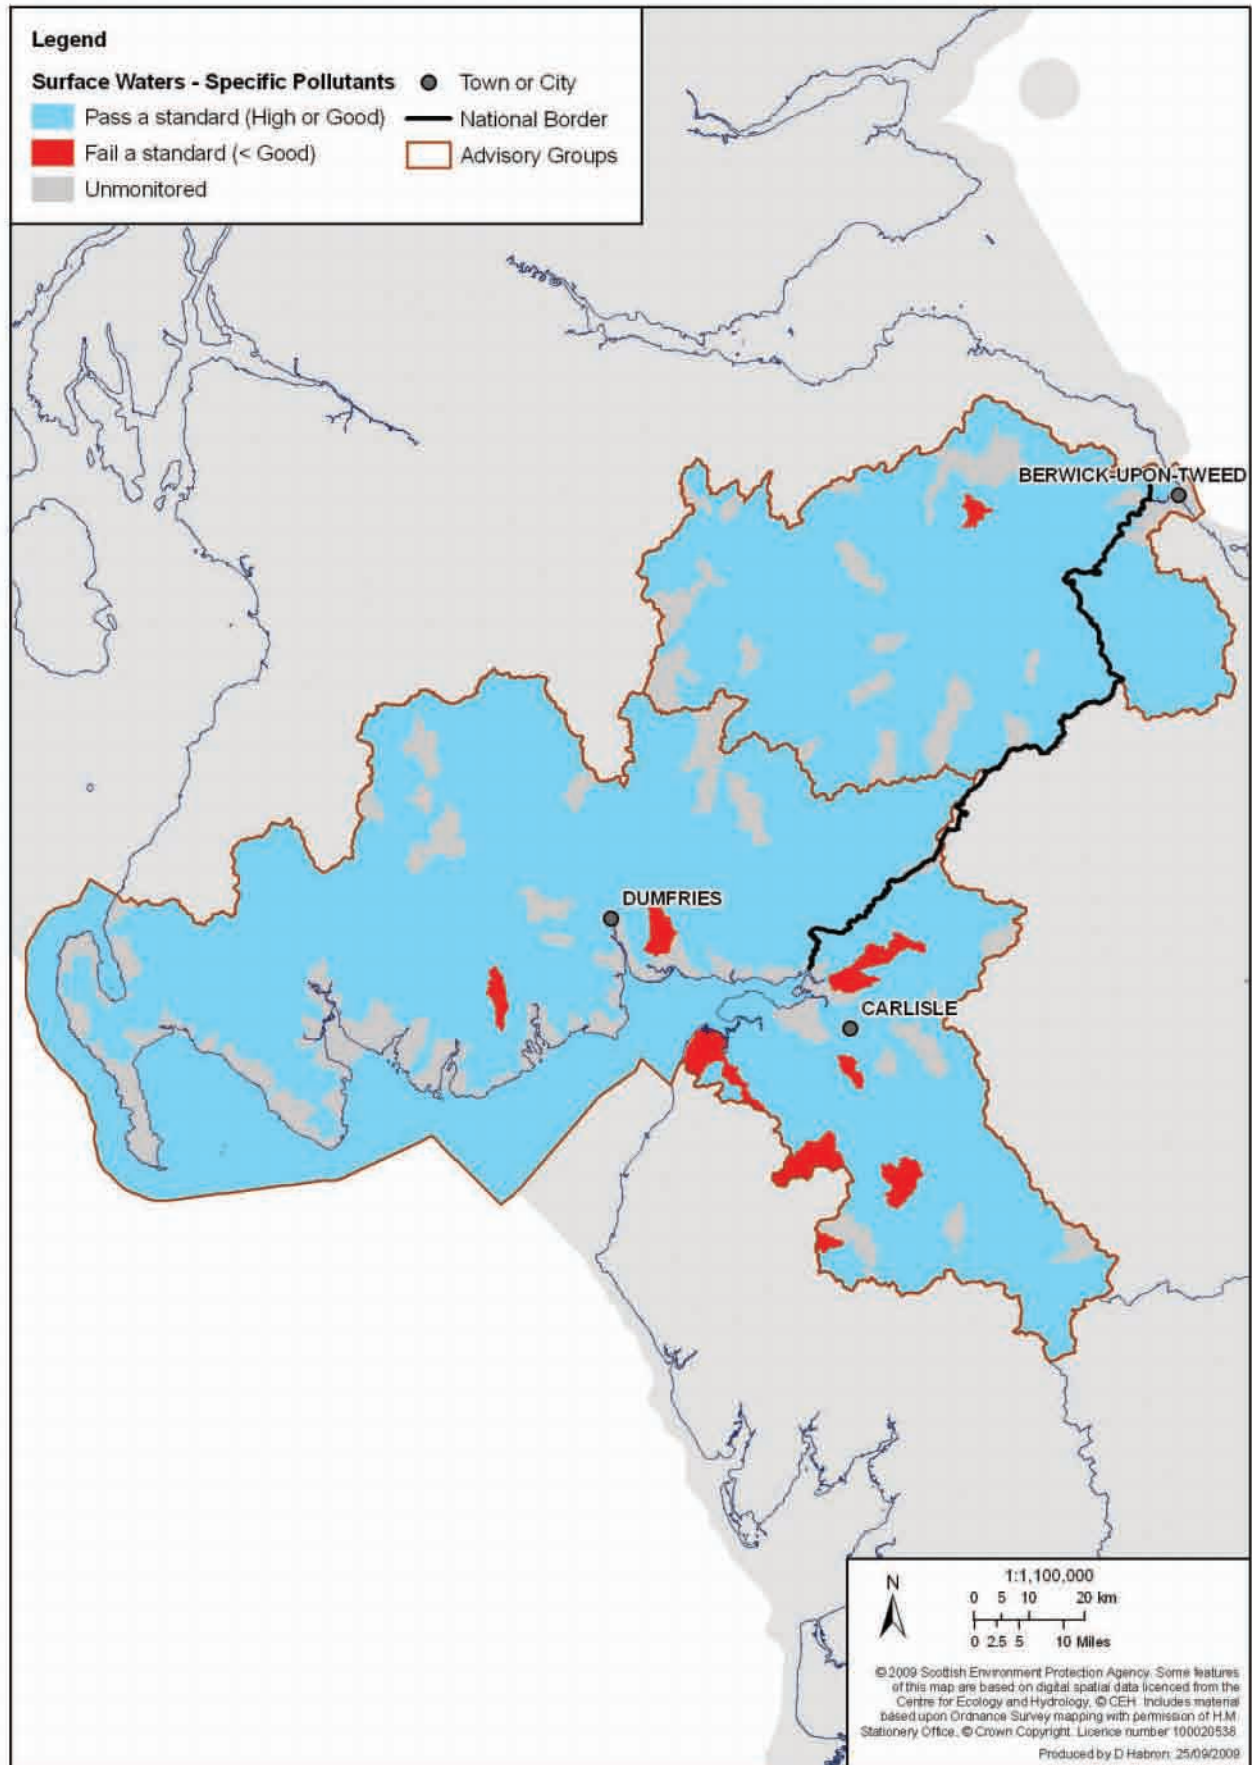 Legend
Surface Waters - Specific Pollutants
Pass a standard (High or Good)
Fail a standard (< Good)
Unmonitored
Town or City
National Border
Advisory Groups
BERWICK-UPON-TWEED
DUMFRIES
CARLISLE
N
1:1,100,000
0 5 10 20 km
0 2.5 5 10 Miles
© 2009 Scottish Environment Protection Agency. Some features
of this map are based on digital spatial data licenced from the
Centre for Ecology and Hydrology, © CEH. Includes material
based upon Ordnance Survey mapping with permission of H.M.
Stationery Office, © Crown Copyright. Licence number 100020538.
Produced by D Habron: 25/09/2009